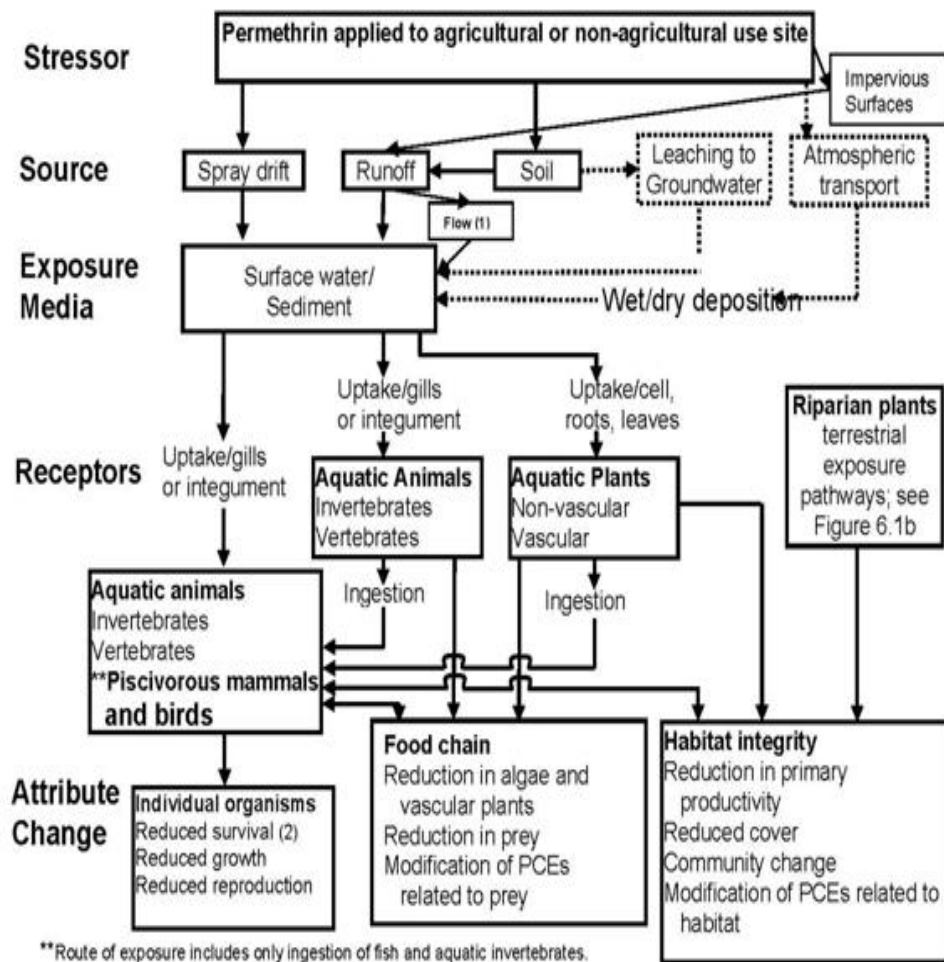 Stressor
Permethrin applied to agricultural or non-agricultural use site
Impervious
Surfaces
Source
Spray drift
Runoff
Soil
Leaching to
Groundwater
Atmospheric
transport
Flow (1)
Exposure
Media
Surface water/
Sediment
Wet/dry deposition
Uptake/gills
or integument
Uptake/cell,
roots, leaves
Riparian plants
terrestrial
exposure
pathways; see
Figure 6.1b
Receptors
Uptake/gills
or integument
Aquatic Animals
Invertebrates
Vertebrates
Aquatic Plants
Non-vascular
Vascular
Ingestion
Ingestion
Aquatic animals
Invertebrates
Vertebrates
**Piscivorous mammals
and birds
Attribute
Change
Individual organisms
Reduced survival (2)
Reduced growth
Reduced reproduction
Food chain
Reduction in algae and
vascular plants
Reduction in prey
Modification of PCEs
related to prey
Habitat integrity
Reduction in primary
productivity
Reduced cover
Community change
Modification of PCEs related to
habitat
**Route of exposure includes only ingestion of fish and aquatic invertebrates.